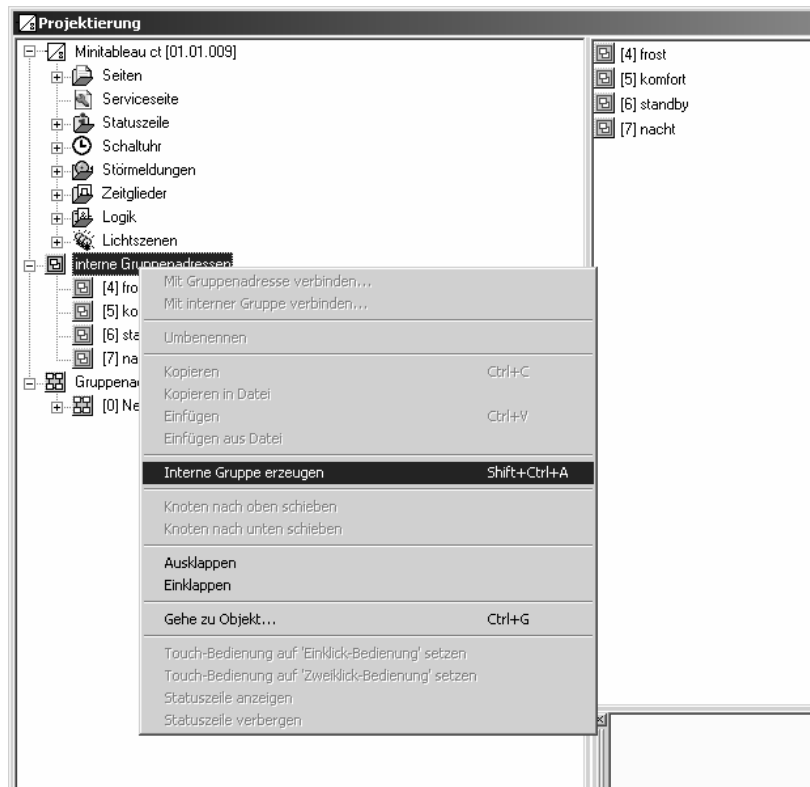 Projektierung
Minitableau ct [01.01.009]
Seiten
Serviceseite
Statuszeile
Schaltuhr
Störmeldungen
Zeitglieder
Logik
Lichtszenen
interne Gruppenadressen
[4] fro
[5] ko
[6] sta
[7] na
Gruppena
[0] Ne
Mit Gruppenadresse verbinden...
Mit interner Gruppe verbinden...
Umbenennen
Kopieren Ctrl+C
Kopieren in Datei
Einfügen Ctrl+V
Einfügen aus Datei
Interne Gruppe erzeugen Shift+Ctrl+A
Knoten nach oben schieben
Knoten nach unten schieben
Ausklappen
Einklappen
Gehe zu Objekt... Ctrl+G
Touch-Bedienung auf 'Einklick-Bedienung' setzen
Touch-Bedienung auf 'Zweiklick-Bedienung' setzen
Statuszeile anzeigen
Statuszeile verbergen
[4] frost
[5] komfort
[6] standby
[7] nacht